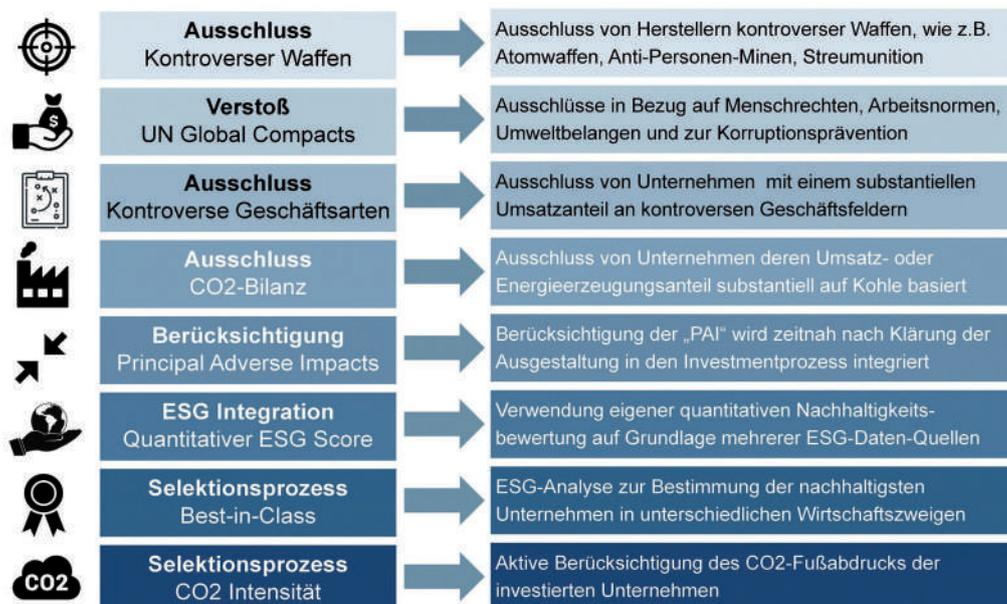 Ausschluss
Kontroverser Waffen
Ausschluss von Herstellern kontroverser Waffen, wie z.B.
Atomwaffen, Anti-Personen-Minen, Streumunition
$
Verstoß
UN Global Compacts
Ausschlüsse in Bezug auf Menschrechten, Arbeitsnormen,
Umweltbelangen und zur Korruptionsprävention
Ausschluss
Kontroverse Geschäftsarten
Ausschluss von Unternehmen mit einem substantiellen
Umsatzanteil an kontroversen Geschäftsfeldern
Ausschluss
CO2-Bilanz
Ausschluss von Unternehmen deren Umsatz- oder
Energieerzeugungsanteil substantiell auf Kohle basiert
Berücksichtigung
Principal Adverse Impacts
Berücksichtigung der „PAI“ wird zeitnah nach Klärung der
Ausgestaltung in den Investmentprozess integriert
ESG Integration
Quantitativer ESG Score
Verwendung eigener quantitativen Nachhaltigkeits-
bewertung auf Grundlage mehrerer ESG-Daten-Quellen
Selektionsprozess
Best-in-Class
ESG-Analyse zur Bestimmung der nachhaltigsten
Unternehmen in unterschiedlichen Wirtschaftszweigen
CO2
Selektionsprozess
CO2 Intensität
Aktive Berücksichtigung des CO2-Fußabdrucks der
investierten Unternehmen